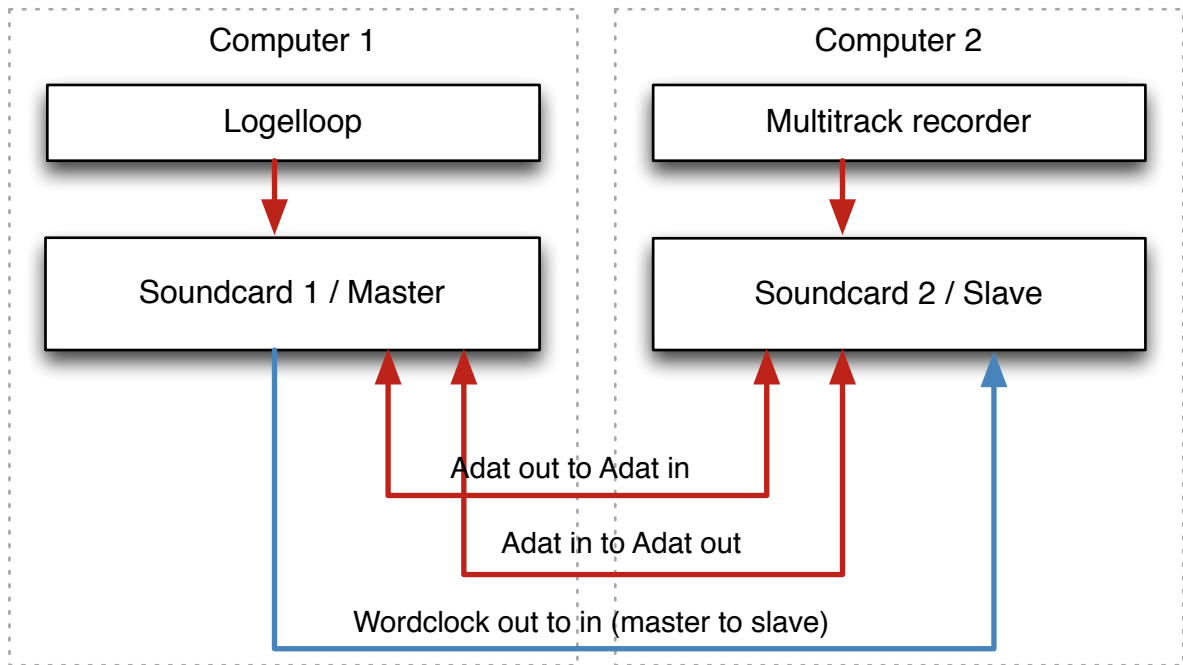 Computer 1
Computer 2
Logelloop
Multitrack recorder
Soundcard 1 / Master
Soundcard 2 / Slave
Adat out to Adat in
Adat in to Adat out
Wordclock out to in (master to slave)